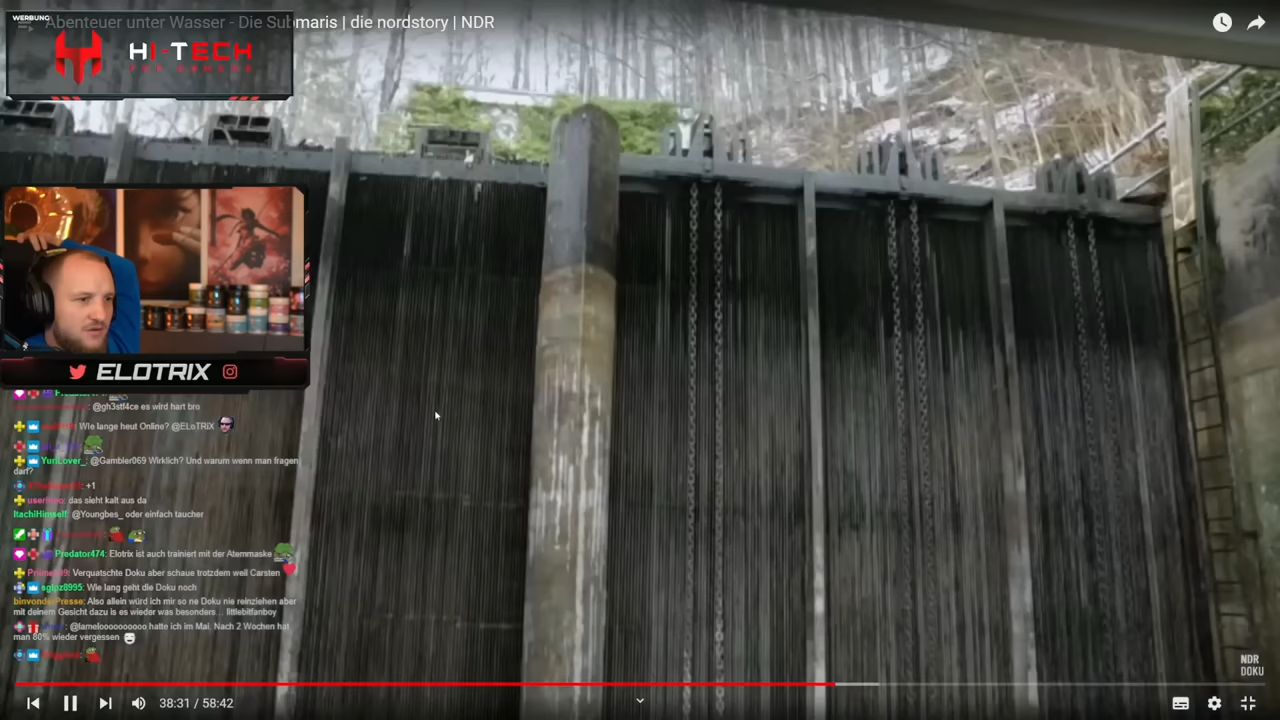 Abenteuer unter Wasser - Die Submaris | die nordstory | NDR
WERBUNG
HI-TECH
ELOTRIX
: @gh3stf4ce es wird hart bro
: Wie lange heut Online? @ELoTRiX
YuriLover_: @Gambler069 Wirklich? Und warum wenn man fragen
darf?
: +1
: das sieht kalt aus da
ItachiHimself: @Youngbes_ oder einfach taucher
Predator474: Elotrix ist auch trainiert mit der Atemmaske
: Verquatschte Doku aber schaue trotzdem weil Carsten
: Wie lang geht die Doku noch
: Also allein würd ich mir so ne Doku nie reinziehen aber
mit deinem Gesicht dazu is es wieder was besonders... littlebitfanboy
hatte ich im Mai. Nach 2 Wochen hat
man 80% wieder vergessen
NDR
DOKU
38:31 / 58:42